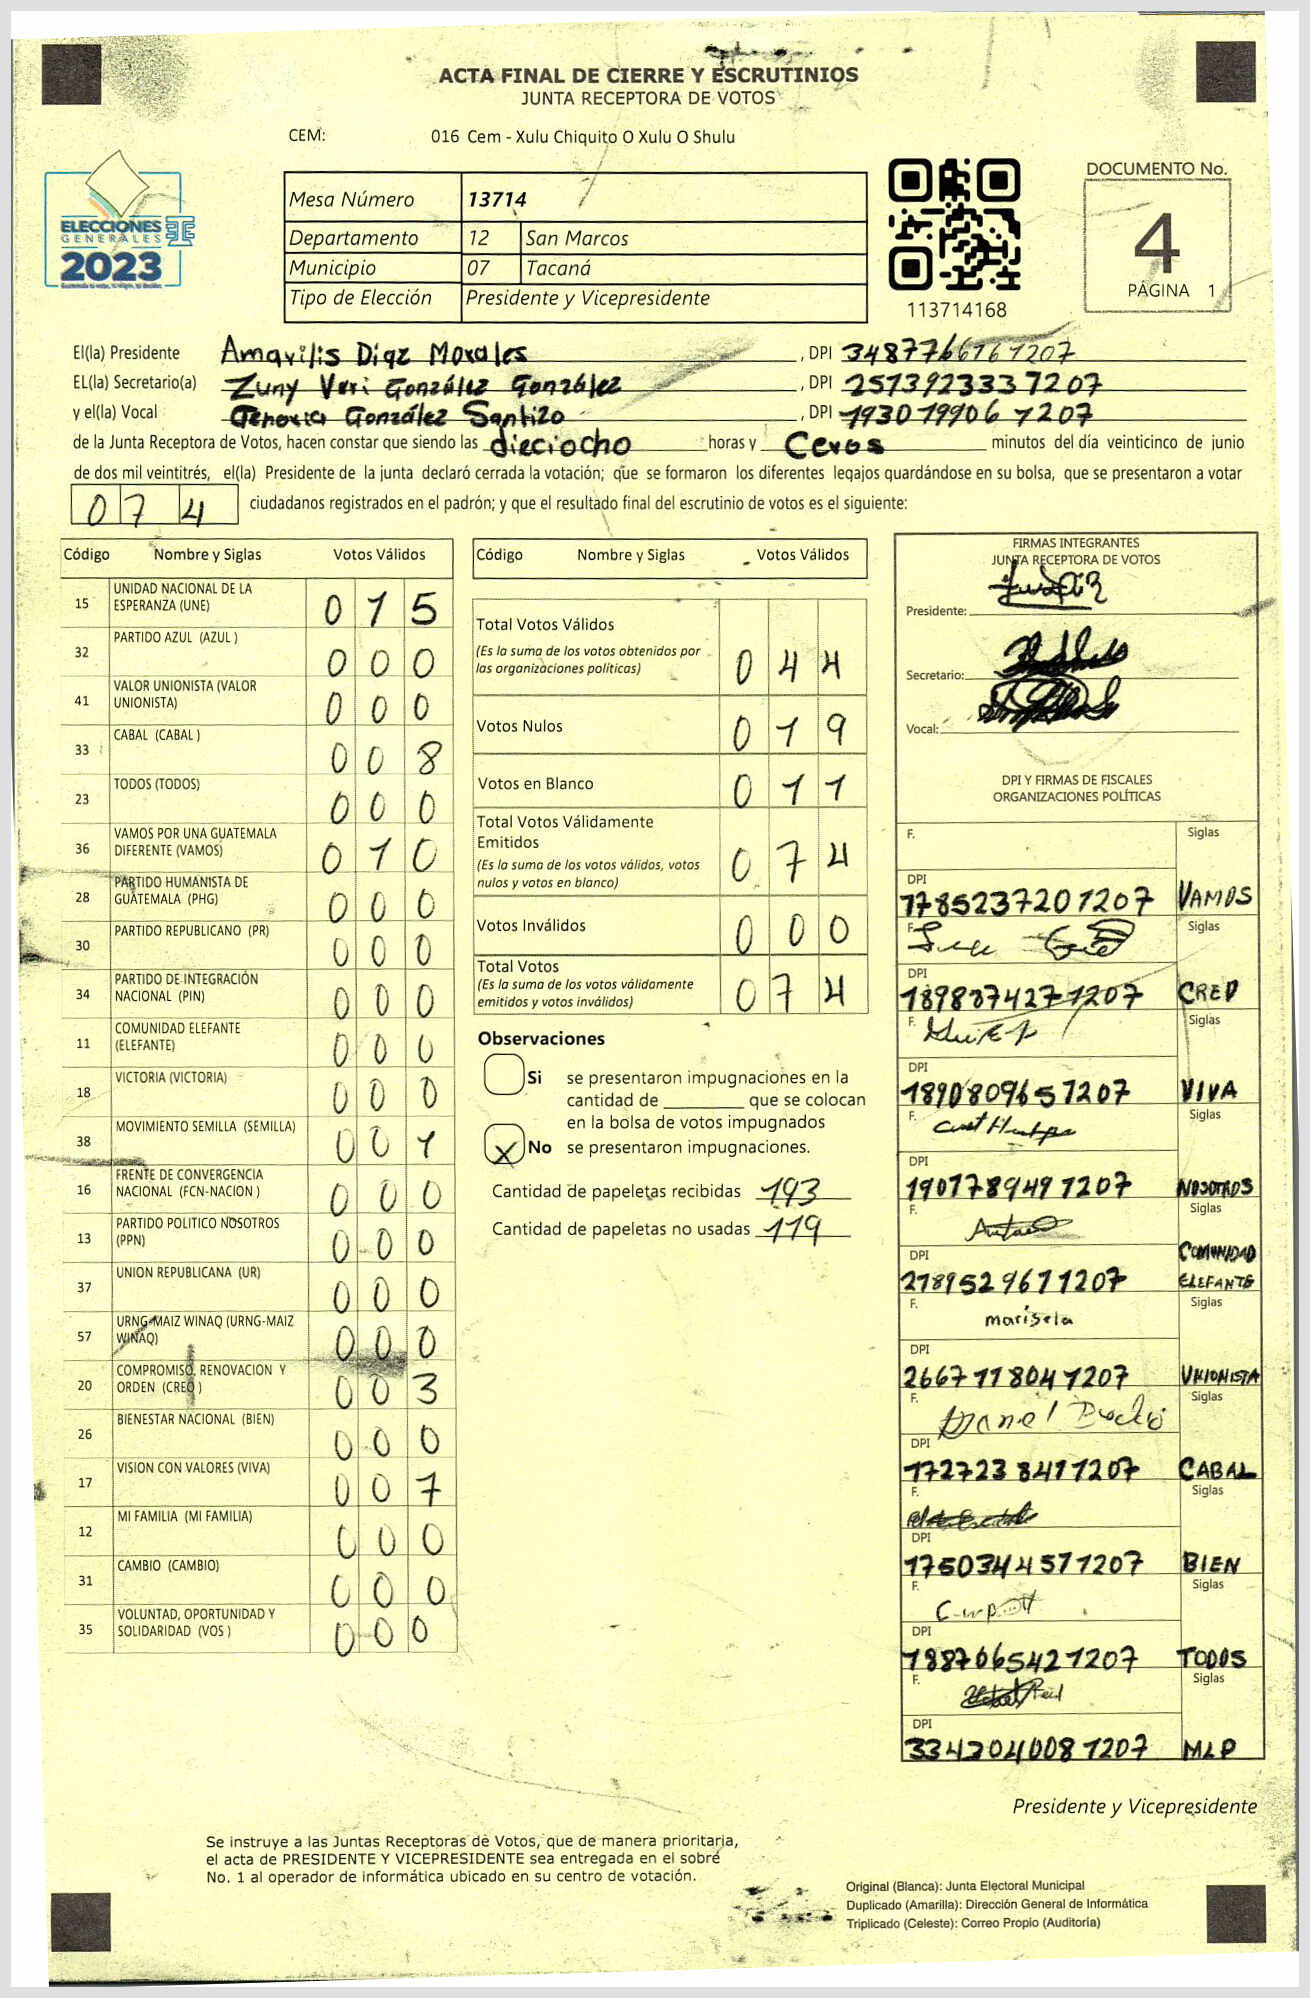 ACTA FINAL DE CIERRE Y ESCRUTINIOS
JUNTA RECEPTORA DE VOTOS
CEM: 016 Cem - Xulu Chiquito O Xulu O Shulu
ELECCIONES
GENERALES
2023
Mesa Número 13714
Departamento 12 San Marcos
Municipio 07 Tacaná
Tipo de Elección Presidente y Vicepresidente
113714168
DOCUMENTO No.
4
PÁGINA 1
El(la) Presidente Amarilis Diaz Morales, DPI 3487766161207
EL(la) Secretario(a) Zuny Yeri González González, DPI 2513923337207
y el(la) Vocal González Santizo, DPI 1930199061207
de la Junta Receptora de Votos, hacen constar que siendo las dieciocho horas y Ceros minutos del día veinticinco de junio
de dos mil veintitrés, el(la) Presidente de la junta declaró cerrada la votación; que se formaron los diferentes legajos quardándose en su bolsa, que se presentaron a votar
074 ciudadanos registrados en el padrón; y que el resultado final del escrutinio de votos es el siguiente:
Código Nombre y Siglas Votos Válidos
15 UNIDAD NACIONAL DE LA ESPERANZA (UNE) 015
32 PARTIDO AZUL (AZUL ) 000
41 VALOR UNIONISTA (VALOR UNIONISTA) 000
33 CABAL (CABAL ) 008
23 TODOS (TODOS) 000
36 VAMOS POR UNA GUATEMALA DIFERENTE (VAMOS) 010
28 PARTIDO HUMANISTA DE GUATEMALA (PHG) 000
30 PARTIDO REPUBLICANO (PR) 000
34 PARTIDO DE INTEGRACIÓN NACIONAL (PIN) 000
11 COMUNIDAD ELEFANTE (ELEFANTE) 000
18 VICTORIA (VICTORIA) 000
38 MOVIMIENTO SEMILLA (SEMILLA) 001
16 FRENTE DE CONVERGENCIA NACIONAL (FCN-NACION ) 000
13 PARTIDO POLITICO NOSOTROS (PPN) 000
37 UNION REPUBLICANA (UR) 000
57 URNG-MAIZ WINAQ (URNG-MAIZ WINAQ) 000
20 COMPROMISO, RENOVACION Y ORDEN (CREO ) 003
26 BIENESTAR NACIONAL (BIEN) 000
17 VISION CON VALORES (VIVA) 007
12 MI FAMILIA (MI FAMILIA) 000
31 CAMBIO (CAMBIO) 000
35 VOLUNTAD, OPORTUNIDAD Y SOLIDARIDAD (VOS ) 000
Código Nombre y Siglas Votos Válidos
Total Votos Válidos 044
(Es la suma de los votos obtenidos por
las organizaciones políticas)
Votos Nulos 019
Votos en Blanco 011
Total Votos Válidamente
Emitidos 074
(Es la suma de los votos válidos, votos
nulos y votos en blanco)
Votos Inválidos 000
Total Votos 074
(Es la suma de los votos válidamente
emitidos y votos inválidos)
Observaciones
Si se presentaron impugnaciones en la
cantidad de ________ que se colocan
en la bolsa de votos impugnados
X No se presentaron impugnaciones.
Cantidad de papeletas recibidas 193
Cantidad de papeletas no usadas 119
FIRMAS INTEGRANTES
JUNTA RECEPTORA DE VOTOS
Presidente:
Secretario:
Vocal:
DPI Y FIRMAS DE FISCALES
ORGANIZACIONES POLÍTICAS
F. Siglas
DPI 1785237201207 VAMOS
F. Siglas
DPI 1898374271207 CREO
F. Siglas
DPI 1890809657207 VIVA
F. Siglas
DPI 1901789491207 NOSOTROS
F. Siglas
DPI 2789529671207 COMUNIDAD ELEFANTE
F. marisela Siglas
DPI 2667118041207 UNIONISTA
F. Siglas
DPI 1727238411207 CABAL
F. Siglas
DPI 1750344571207 BIEN
F. Siglas
DPI 1887065421207 TODOS
F. Siglas
DPI 3342040081207 MLP
Presidente y Vicepresidente
Se instruye a las Juntas Receptoras de Votos, que de manera prioritaria,
el acta de PRESIDENTE Y VICEPRESIDENTE sea entregada en el sobre
No. 1 al operador de informática ubicado en su centro de votación.
Original (Blanca): Junta Electoral Municipal
Duplicado (Amarilla): Dirección General de Informática
Triplicado (Celeste): Correo Propio (Auditoría)